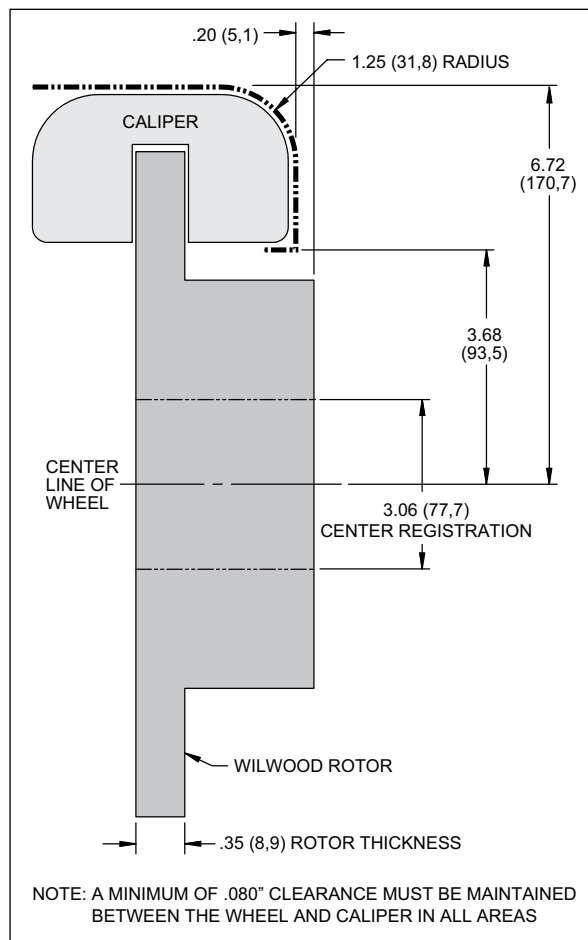 .20 (5,1)
1.25 (31,8) RADIUS
CALIPER
6.72
(170,7)
3.68
(93,5)
CENTER
LINE OF
WHEEL
3.06 (77,7)
CENTER REGISTRATION
WILWOOD ROTOR
.35 (8,9) ROTOR THICKNESS
NOTE: A MINIMUM OF .080” CLEARANCE MUST BE MAINTAINED
BETWEEN THE WHEEL AND CALIPER IN ALL AREAS